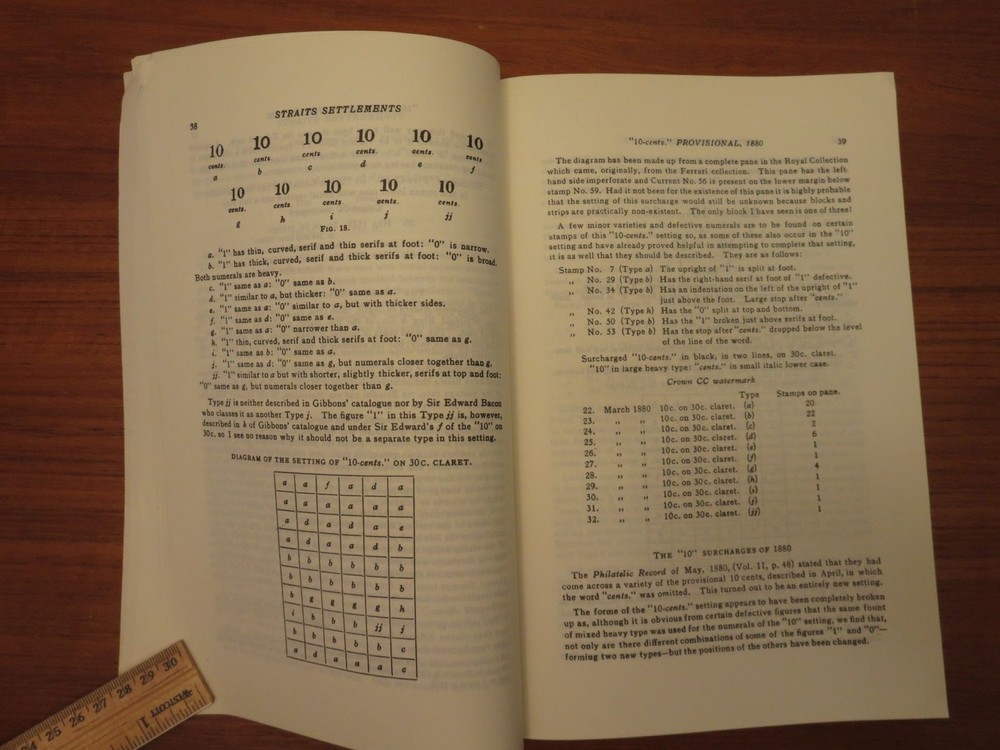 38
STRAITS SETTLEMENTS
10 10 10 10 10 10
cents. cents. cents. cents. cents. cents.
a b c d e f
10 10 10 10 10
cents. cents. cents. cents. cents.
g h i j jj
FIG. 18.
a. "1" has thin, curved, serif and thin serifs at foot: "0" is narrow.
b. "1" has thick, curved, serif and thick serifs at foot: "0" is broad.
Both numerals are heavy.
c. "1" same as a: "0" same as b.
d. "1" similar to a, but thicker: "0" same as a.
e. "1" same as a: "0" similar to a, but with thicker sides.
f. "1" same as d: "0" same as e.
g. "1" same as a: "0" narrower than a.
h. "1" thin, curved, serif and thick serifs at foot: "0" same as g.
i. "1" same as b: "0" same as a.
j. "1" same as d: "0" same as g, but numerals closer together than g.
jj. "1" similar to a but with shorter, slightly thicker, serifs at top and foot:
"0" same as g, but numerals closer together than g.
Type jj is neither described in Gibbons' catalogue nor by Sir Edward Bacon
who classes it as another Type j. The figure "1" in this Type jj is, however,
described in h of Gibbons' catalogue and under Sir Edward's f of the "10" on
30c. so I see no reason why it should not be a separate type in this setting.
DIAGRAM OF THE SETTING OF "10-cents." ON 30C. CLARET.
a a f a d a
a a a a a a
a d a d a e
a d a a d b
b b b b b b
b b b b b b
b g g g g h
i b b b jj j
b b b b b c
a d a a a c
"10-cents." PROVISIONAL, 1880 39
The diagram has been made up from a complete pane in the Royal Collection
which came, originally, from the Ferrari collection. This pane has the left
hand side imperforate and Current No. 56 is present on the lower margin below
stamp No. 59. Had it not been for the existence of this pane it is highly probable
that the setting of this surcharge would still be unknown because blocks and
strips are practically non-existent. The only block I have seen is one of three!
A few minor varieties and defective numerals are to be found on certain
stamps of this "10-cents." setting so, as some of these also occur in the "10"
setting and have already proved helpful in attempting to complete that setting,
it is as well that they should be described. They are as follows:
Stamp No. 7 (Type a) The upright of "1" is split at foot.
„ No. 29 (Type b) Has the right-hand serif at foot of "1" defective.
„ No. 34 (Type b) Has an indentation on the left of the upright of "1"
just above the foot. Large stop after "cents."
„ No. 42 (Type h) Has the "0" split at top and bottom.
„ No. 50 (Type b) Has the "1" broken just above serifs at foot.
„ No. 53 (Type b) Has the stop after "cents." dropped below the level
of the line of the word.
Surcharged "10-cents." in black, in two lines, on 30c. claret.
"10" in large heavy type: "cents." in small italic lower case.
Crown CC watermark
Type Stamps on pane.
22. March 1880 10c. on 30c. claret. (a) 20
23. „ „ 10c. on 30c. claret. (b) 22
24. „ „ 10c. on 30c. claret. (c) 2
25. „ „ 10c. on 30c. claret. (d) 6
26. „ „ 10c. on 30c. claret. (e) 1
27. „ „ 10c. on 30c. claret. (f) 1
28. „ „ 10c. on 30c. claret. (g) 4
29. „ „ 10c. on 30c. claret. (h) 1
30. „ „ 10c. on 30c. claret. (i) 1
31. „ „ 10c. on 30c. claret. (j) 1
32. „ „ 10c. on 30c. claret. (jj) 1
THE "10" SURCHARGES OF 1880
The Philatelic Record of May, 1880, (Vol. II, p. 48) stated that they had
come across a variety of the provisional 10 cents, described in April, in which
the word "cents." was omitted. This turned out to be an entirely new setting.
The forme of the "10-cents." setting appears to have been completely broken
up as, although it is obvious from certain defective figures that the same fount
of mixed heavy type was used for the numerals of the "10" setting, we find that,
not only are there different combinations of some of the figures "1" and "0"—
forming two new types—but the positions of the others have been changed.
24 25 26 27 28 29 30
WESTCOTT
1